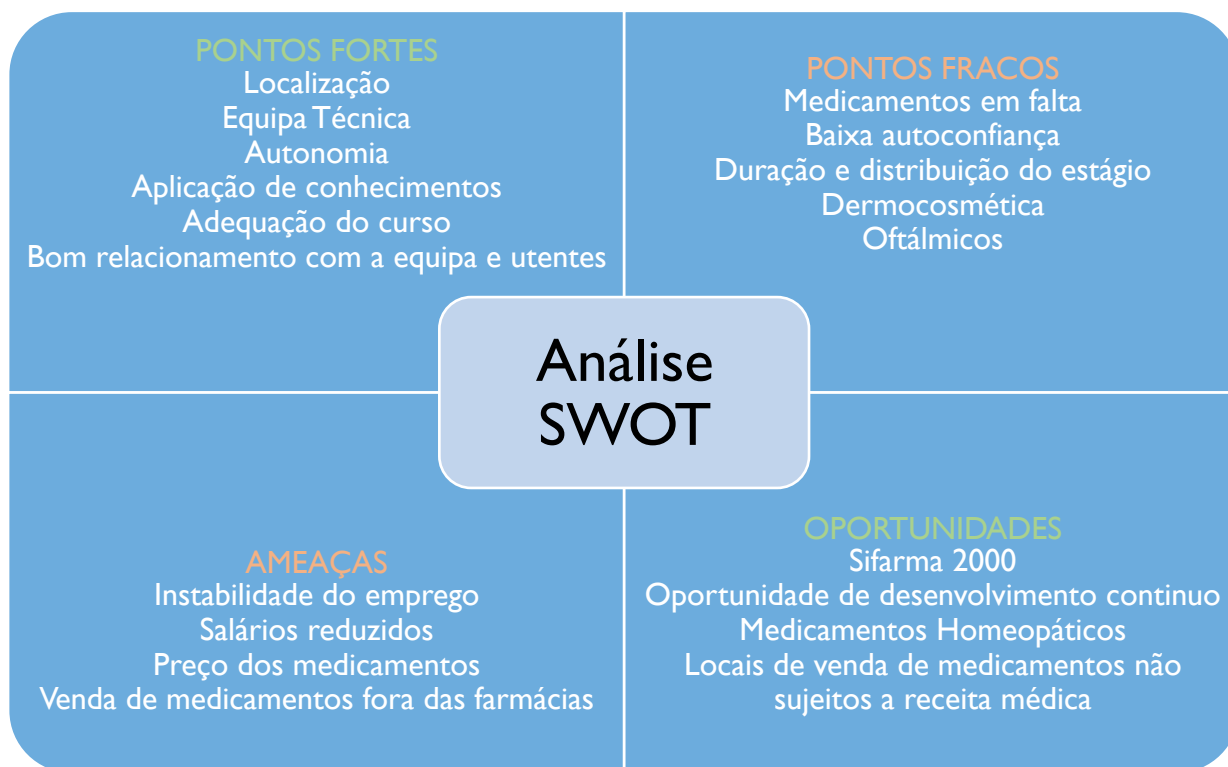 PONTOS FORTES
Localização
Equipa Técnica
Autonomia
Aplicação de conhecimentos
Adequação do curso
Bom relacionamento com a equipa e utentes
PONTOS FRACOS
Medicamentos em falta
Baixa autoconfiança
Duração e distribuição do estágio
Dermocosmética
Oftálmicos
Análise
SWOT
AMEAÇAS
Instabilidade do emprego
Salários reduzidos
Preço dos medicamentos
Venda de medicamentos fora das farmácias
OPORTUNIDADES
Sifarma 2000
Oportunidade de desenvolvimento continuo
Medicamentos Homeopáticos
Locais de venda de medicamentos não
sujeitos a receita médica